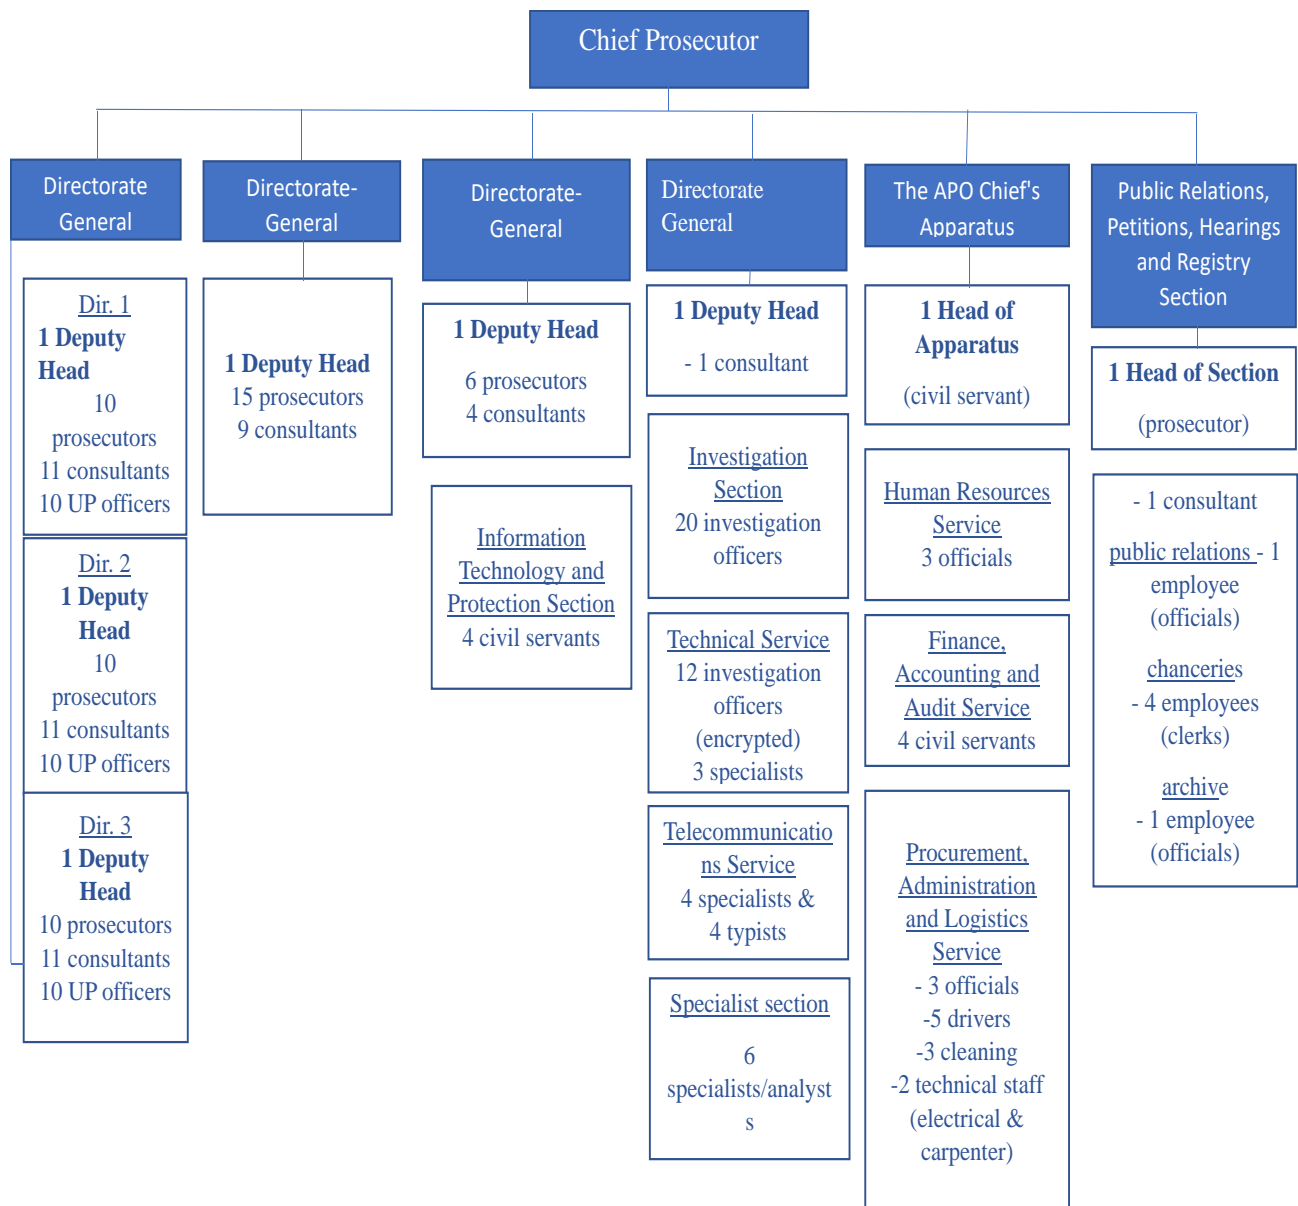 Chief Prosecutor
Directorate
General
Dir. 1
1 Deputy
Head
10
prosecutors
11 consultants
10 UP officers
Dir. 2
1 Deputy
Head
10
prosecutors
11 consultants
10 UP officers
Dir. 3
1 Deputy
Head
10 prosecutors
11 consultants
10 UP officers
Directorate-
General
1 Deputy Head
15 prosecutors
9 consultants
Directorate-
General
1 Deputy Head
6 prosecutors
4 consultants
Information
Technology and
Protection Section
4 civil servants
Directorate
General
1 Deputy Head
- 1 consultant
Investigation
Section
20 investigation
officers
Technical Service
12 investigation
officers
(encrypted)
3 specialists
Telecommunicatio
ns Service
4 specialists &
4 typists
Specialist section
6
specialists/analyst
s
The APO Chief's
Apparatus
1 Head of
Apparatus
(civil servant)
Human Resources
Service
3 officials
Finance,
Accounting and
Audit Service
4 civil servants
Procurement,
Administration
and Logistics
Service
- 3 officials
-5 drivers
-3 cleaning
-2 technical staff
(electrical &
carpenter)
Public Relations,
Petitions, Hearings
and Registry
Section
1 Head of Section
(prosecutor)
- 1 consultant
public relations - 1
employee
(officials)
chanceries
- 4 employees
(clerks)
archive
- 1 employee
(officials)